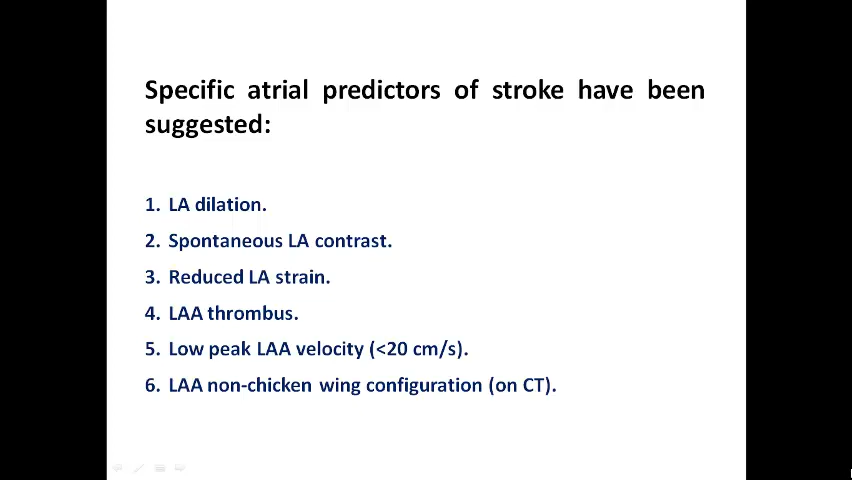 Specific atrial predictors of stroke have been
suggested:
1. LA dilation.
2. Spontaneous LA contrast.
3. Reduced LA strain.
4. LAA thrombus.
5. Low peak LAA velocity (<20 cm/s).
6. LAA non-chicken wing configuration (on CT).